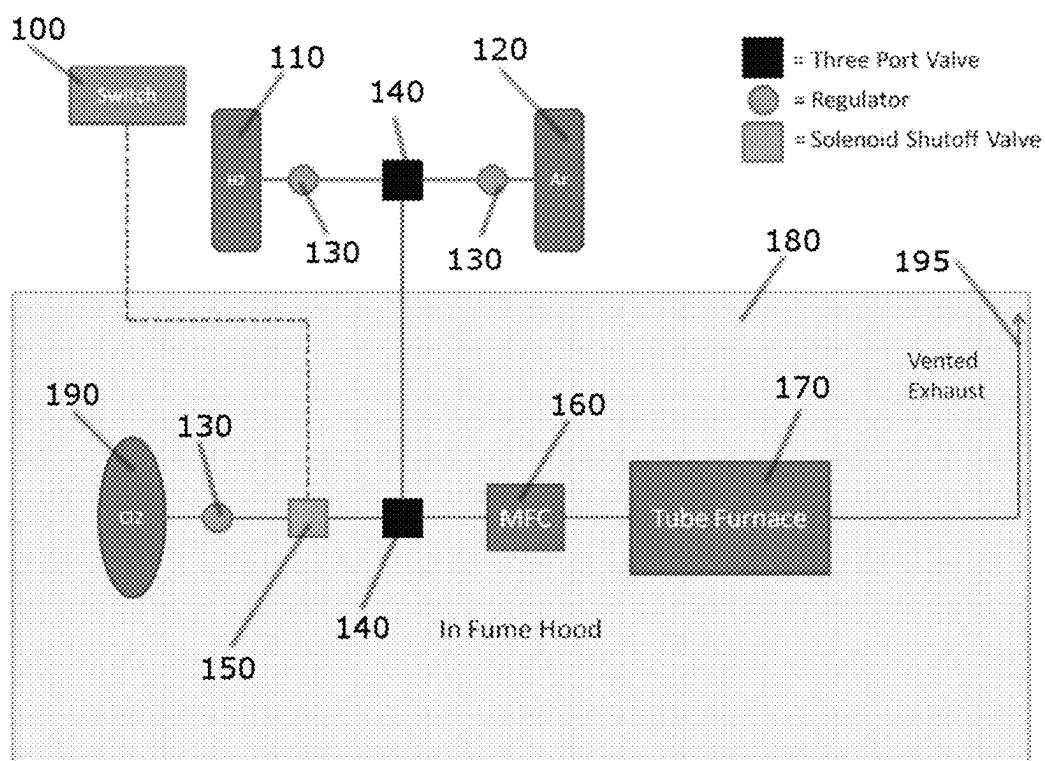 100
110
120
140
= Three Port Valve
= Regulator
= Solenoid Shutoff Valve
Switch
130
130
180
195
Vented
Exhaust
190
130
160
170
MFC
Tube Furnace
140
150
In Fume Hood